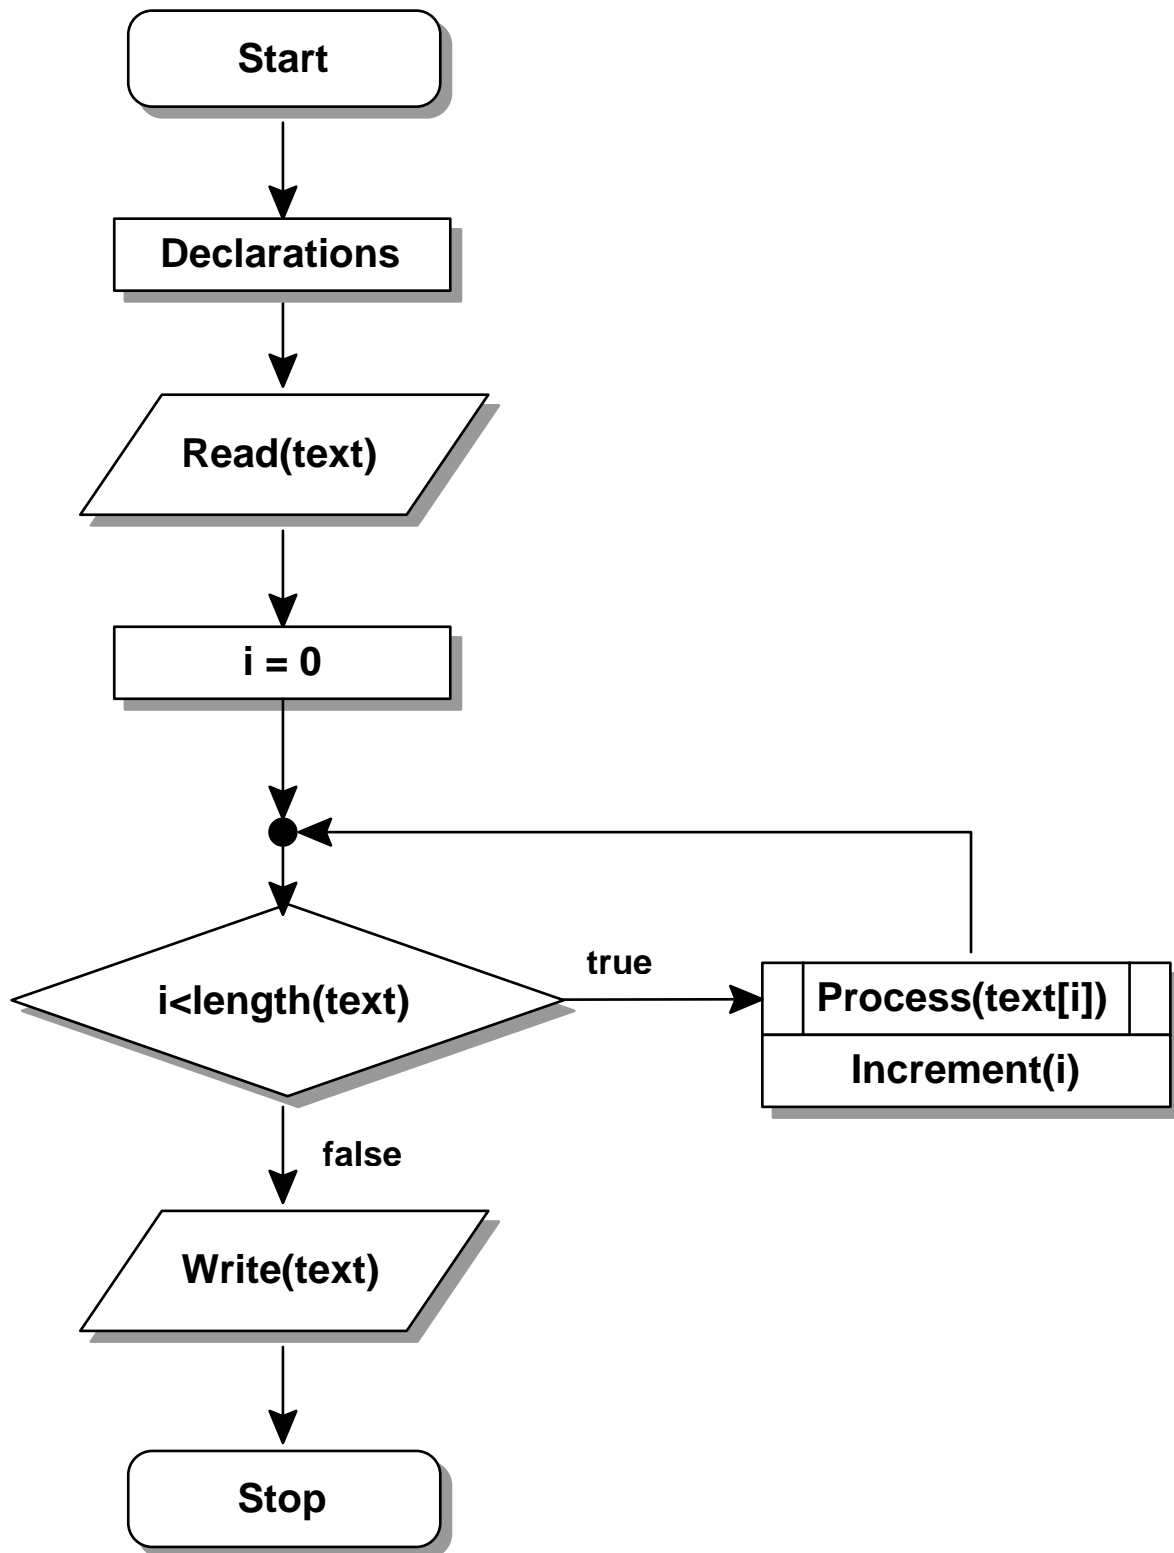 Start
Declarations
Read(text)
i = 0
i<length(text)
true
Process(text[i])
Increment(i)
false
Write(text)
Stop